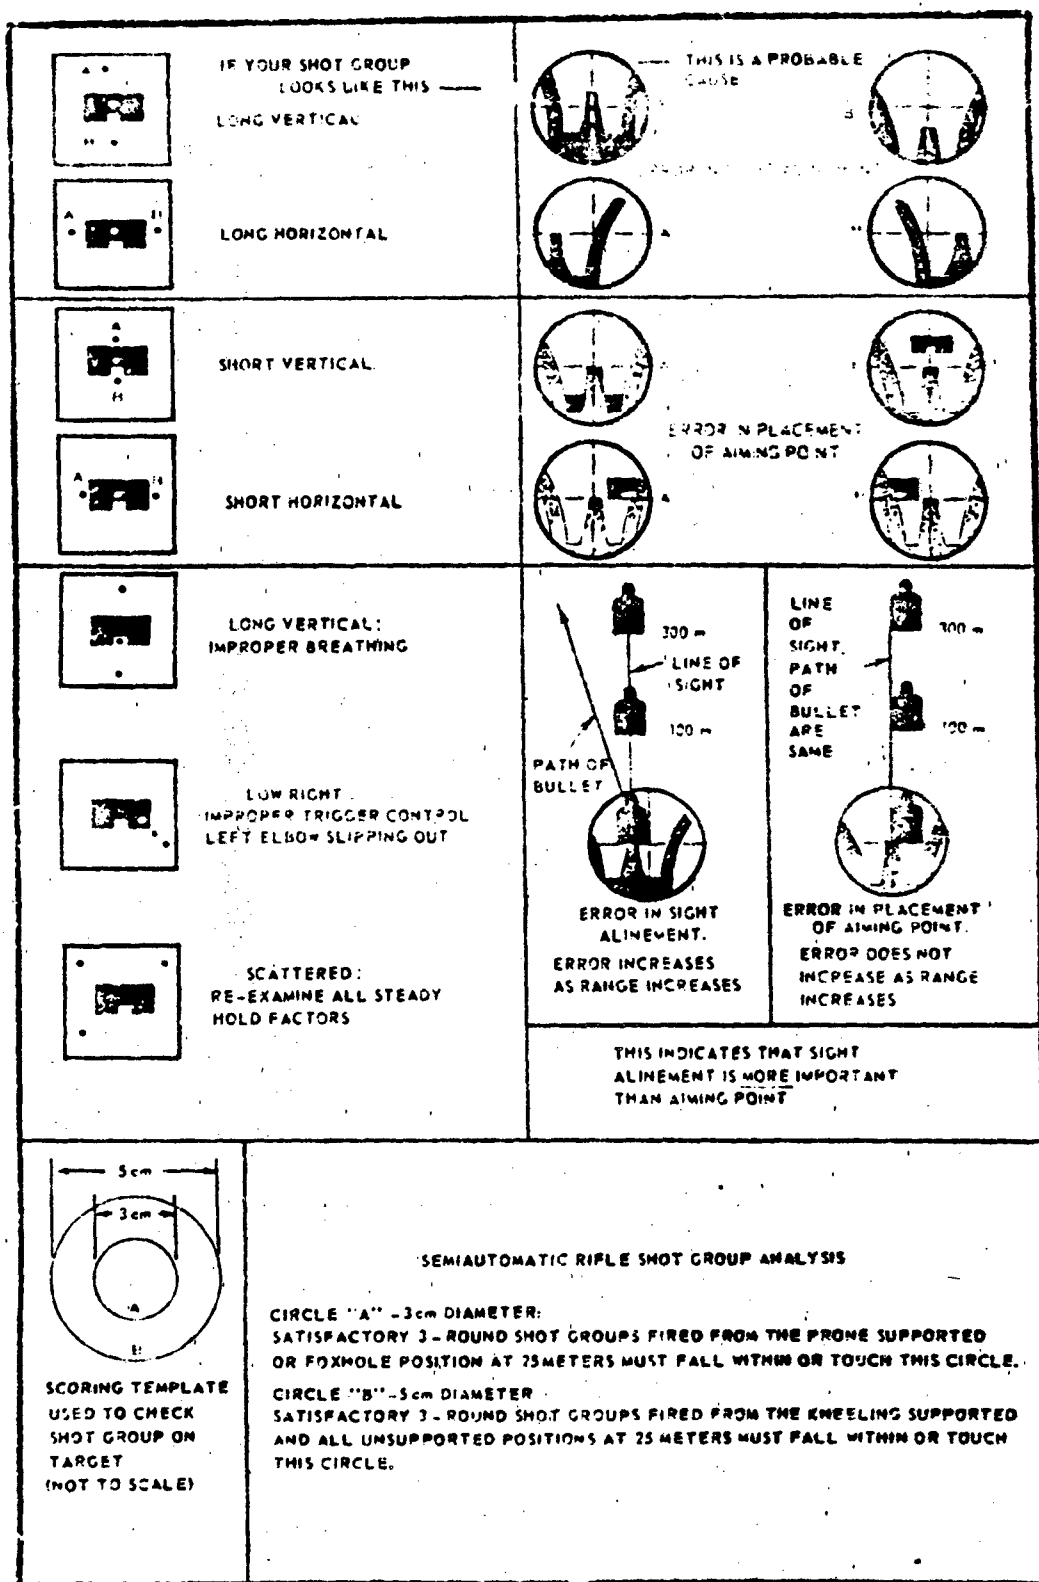 IF YOUR SHOT GROUP
LOOKS LIKE THIS
LONG VERTICAL
THIS IS A PROBABLE
CAUSE
A
H
B
LONG HORIZONTAL
A
H
A
H
SHORT VERTICAL
A
H
A
ERROR IN PLACEMENT
OF AIMING POINT
SHORT HORIZONTAL
A
H
A
LONG VERTICAL:
IMPROPER BREATHING
LOW RIGHT
IMPROPER TRIGGER CONTROL
LEFT ELBOW SLIPPING OUT
SCATTERED:
RE-EXAMINE ALL STEADY
HOLD FACTORS
300 m
LINE OF
SIGHT
100 m
PATH OF
BULLET
ERROR IN SIGHT
ALINEMENT.
ERROR INCREASES
AS RANGE INCREASES
LINE
OF
SIGHT,
PATH
OF
BULLET
ARE
SAME
300 m
100 m
ERROR IN PLACEMENT
OF AIMING POINT.
ERROR DOES NOT
INCREASE AS RANGE
INCREASES
THIS INDICATES THAT SIGHT
ALINEMENT IS MORE IMPORTANT
THAN AIMING POINT
5 cm
3 cm
A
B
SCORING TEMPLATE
USED TO CHECK
SHOT GROUP ON
TARGET
(NOT TO SCALE)
SEMIAUTOMATIC RIFLE SHOT GROUP ANALYSIS
CIRCLE "A" - 3cm DIAMETER:
SATISFACTORY 3 - ROUND SHOT GROUPS FIRED FROM THE PRONE SUPPORTED
OR FOXHOLE POSITION AT 25 METERS MUST FALL WITHIN OR TOUCH THIS CIRCLE.
CIRCLE "B" - 5cm DIAMETER
SATISFACTORY 3 - ROUND SHOT GROUPS FIRED FROM THE KNEELING SUPPORTED
AND ALL UNSUPPORTED POSITIONS AT 25 METERS MUST FALL WITHIN OR TOUCH
THIS CIRCLE.